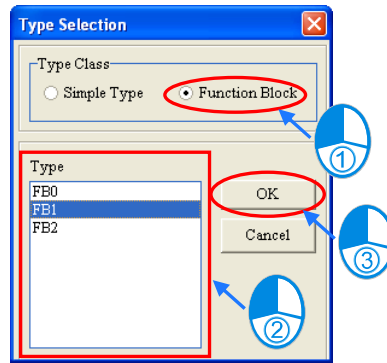 Type Selection
Type Class
Simple Type
Function Block
①
Type
FB0
FB1
FB2
OK
Cancel
③
②